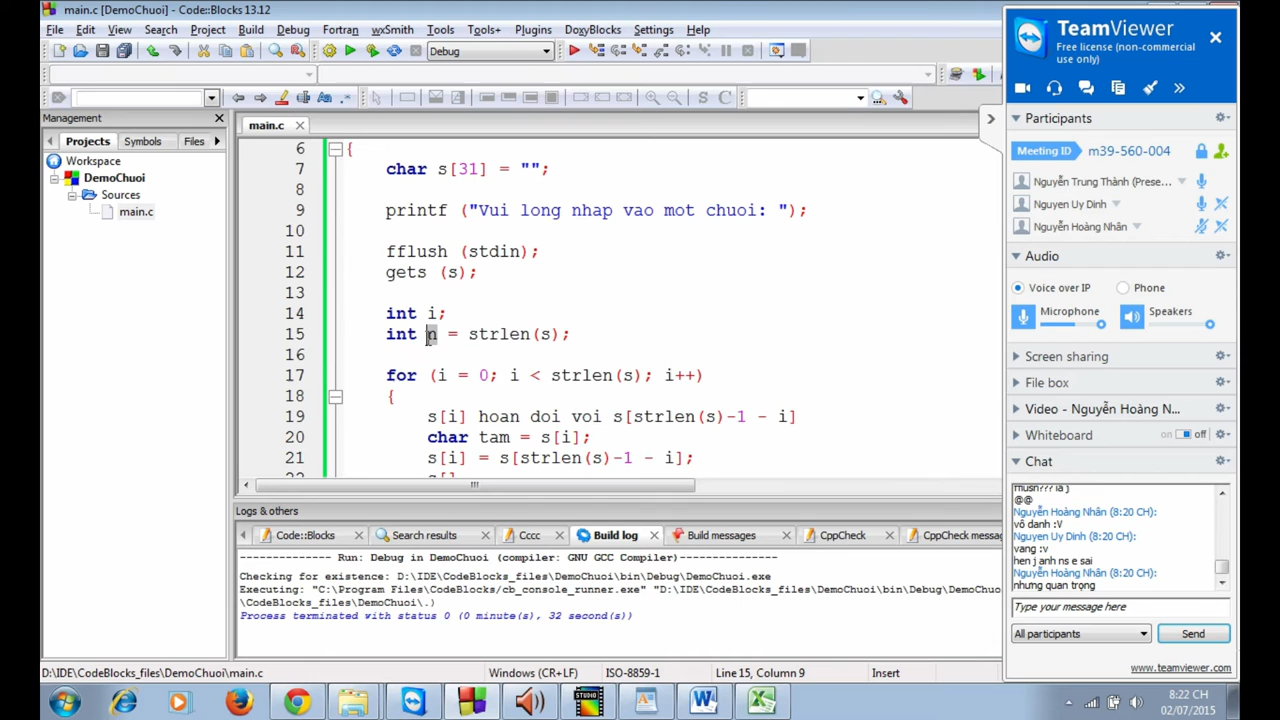 main.c [DemoChuoi] - Code::Blocks 13.12
File Edit View Search Project Build Debug Fortran wxSmith Tools Tools+ Plugins DoxyBlocks Settings Help
Debug
Management
main.c
Projects Symbols Files
Workspace
DemoChuoi
Sources
main.c
6 {
7 char s[31] = "";
8
9 printf ("Vui long nhap vao mot chuoi: ");
10
11 fflush (stdin);
12 gets (s);
13
14 int i;
15 int n = strlen(s);
16
17 for (i = 0; i < strlen(s); i++)
18 {
19 s[i] hoan doi voi s[strlen(s)-1 - i]
20 char tam = s[i];
21 s[i] = s[strlen(s)-1 - i];
Logs & others
Code::Blocks Search results Cccc Build log Build messages CppCheck CppCheck messag
-------------- Run: Debug in DemoChuoi (compiler: GNU GCC Compiler)---------------
Checking for existence: D:\IDE\CodeBlocks_files\DemoChuoi\bin\Debug\DemoChuoi.exe
Executing: "C:\Program Files\CodeBlocks/cb_console_runner.exe" "D:\IDE\CodeBlocks_files\DemoChuoi\bin\Debug\Demo
\CodeBlocks_files\DemoChuoi\.)
Process terminated with status 0 (0 minute(s), 32 second(s))
D:\IDE\CodeBlocks_files\DemoChuoi\main.c Windows (CR+LF) ISO-8859-1 Line 15, Column 9 Insert
TeamViewer
Free license (non-commercial
use only)
Participants
Meeting ID m39-560-004
Nguyễn Trung Thành (Prese...
Nguyen Uy Dinh
Nguyễn Hoàng Nhân
Audio
Voice over IP Phone
Microphone Speakers
Screen sharing
File box
Video - Nguyễn Hoàng N...
Whiteboard on off
Chat
fflush??? là j
@@
Nguyễn Hoàng Nhân (8:20 CH):
vô danh :V
Nguyen Uy Dinh (8:20 CH):
vang :v
hen j anh ns e sai
Nguyễn Hoàng Nhân (8:20 CH):
nhưng quan trọng
Type your message here
All participants Send
www.teamviewer.com
STUDIO
8:22 CH
02/07/2015